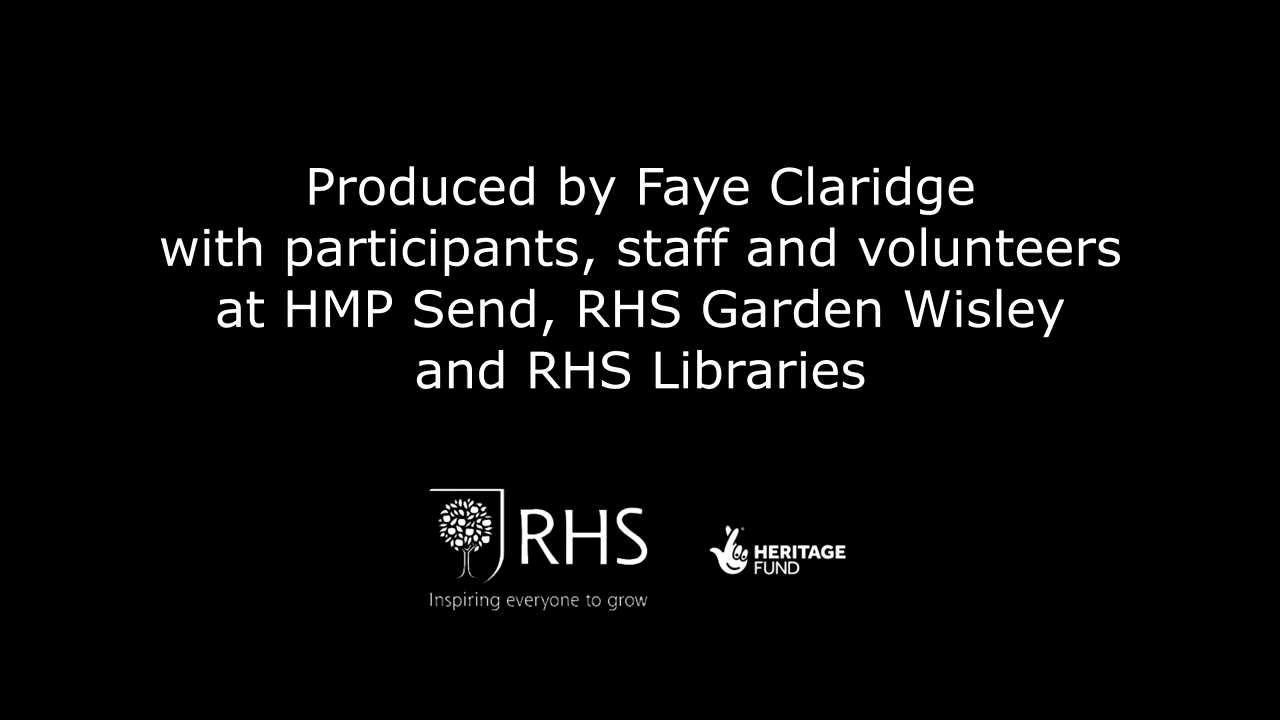 Produced by Faye Claridge
with participants, staff and volunteers
at HMP Send, RHS Garden Wisley
and RHS Libraries
RHS
Inspiring everyone to grow
HERITAGE
FUND